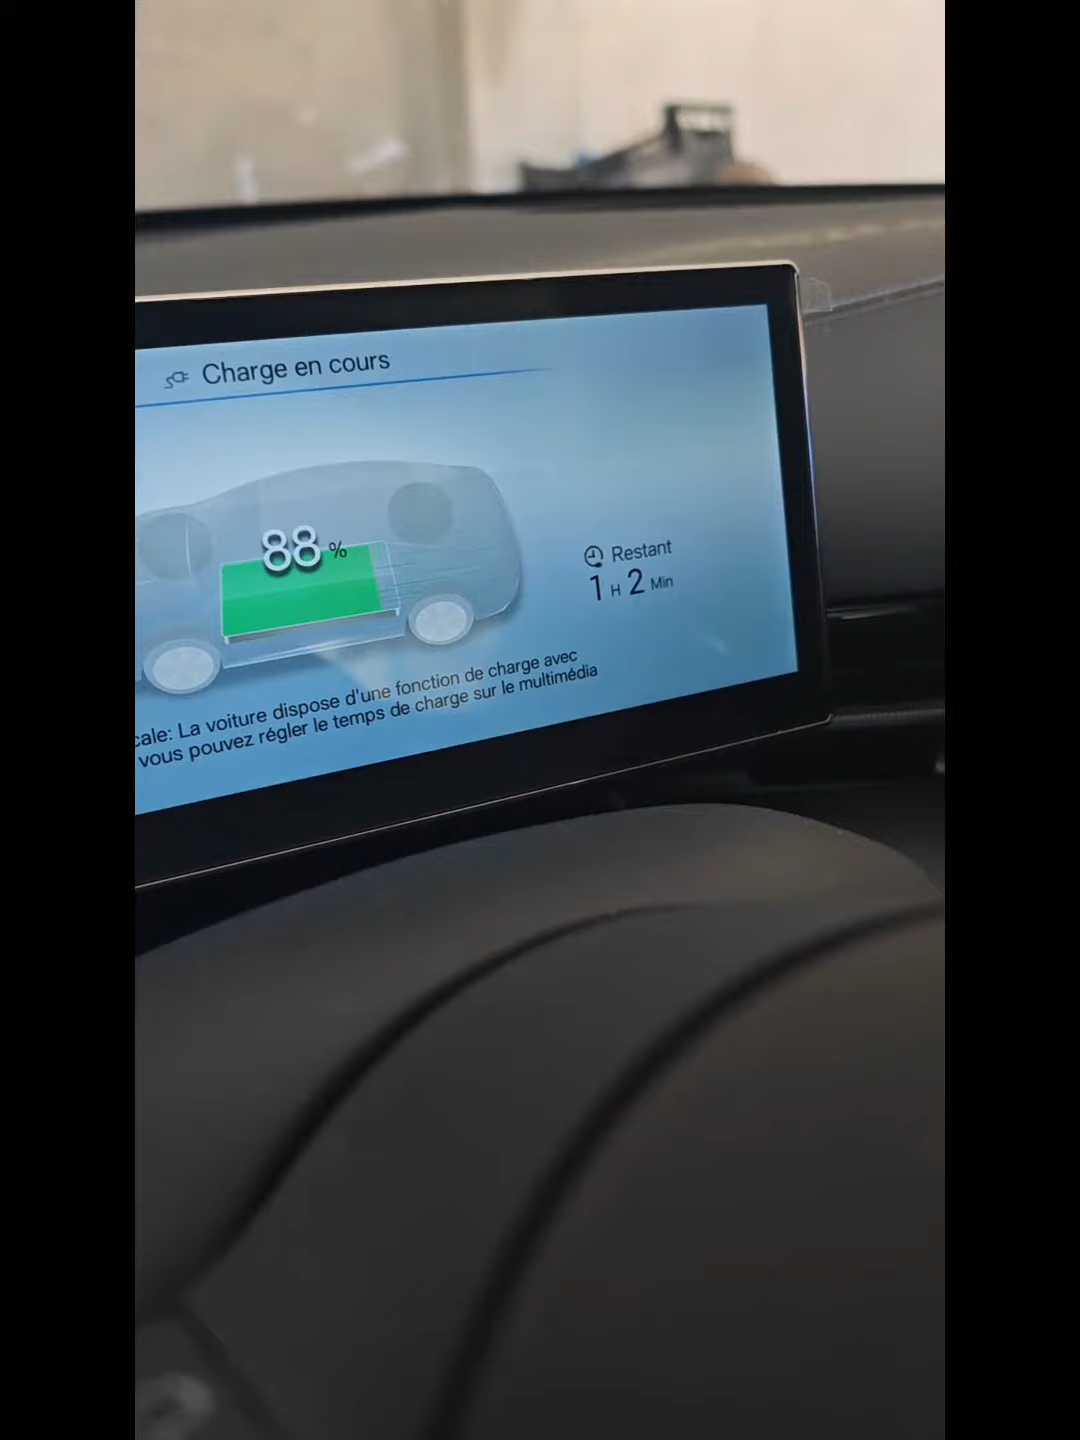 Charge en cours
88 %
Restant
1 H 2 Min
La voiture dispose d'une fonction de charge avec
vous pouvez régler le temps de charge sur le multimédia